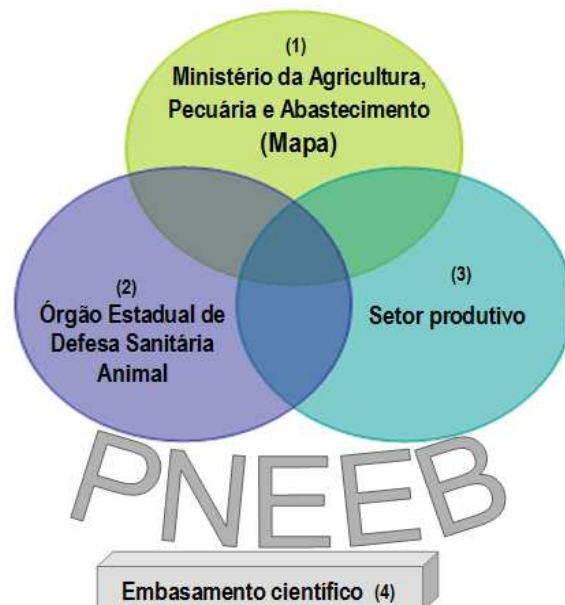 (1)
Ministério da Agricultura,
Pecuária e Abastecimento
(Mapa)
(2)
Órgão Estadual de
Defesa Sanitária
Animal
(3)
Setor produtivo
PNEEB
Embasamento científico (4)